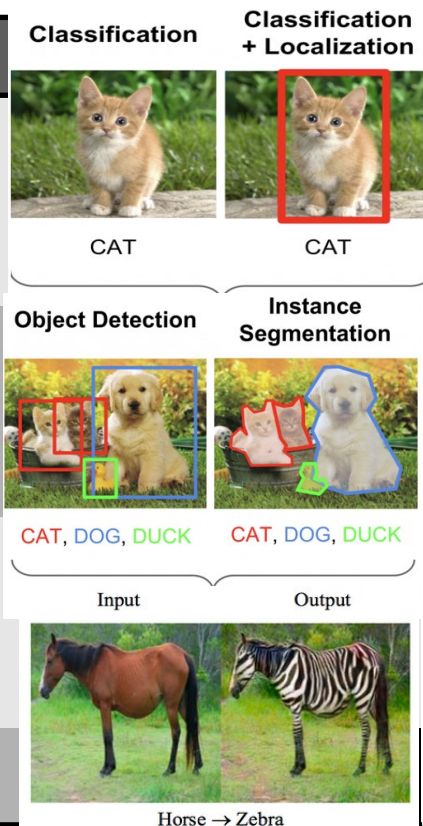 Classification
Classification
+ Localization
CAT
CAT
Object Detection
Instance
Segmentation
CAT, DOG, DUCK
CAT, DOG, DUCK
Input
Output
Horse → Zebra